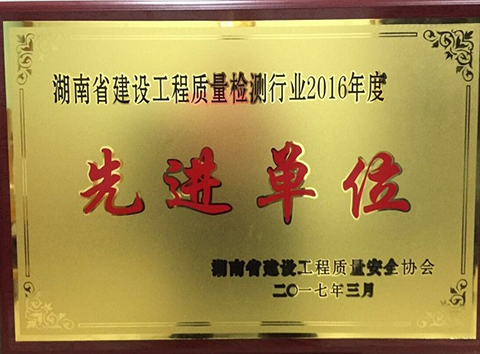 湖南省建设工程质量检测行业2016年度
先进单位
湖南省建设工程质量安全协会
二〇一七年三月